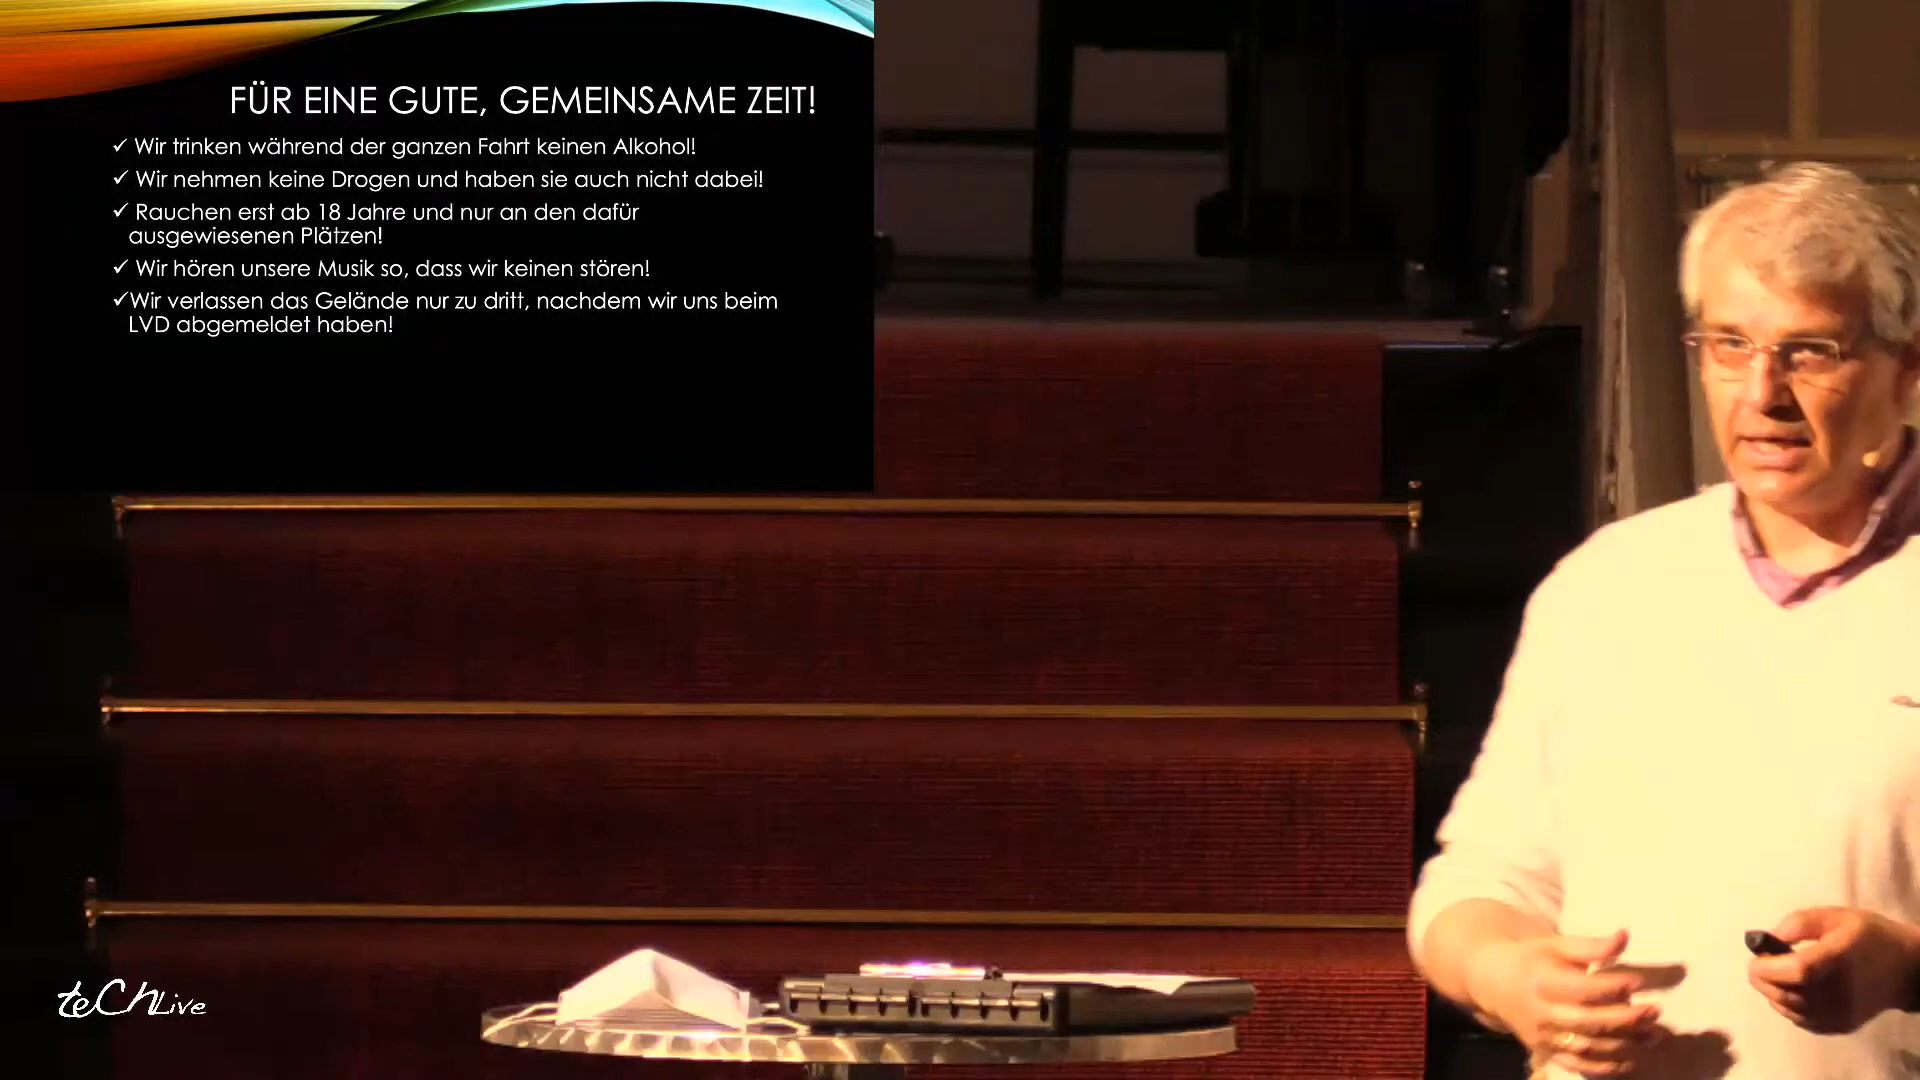 FÜR EINE GUTE, GEMEINSAME ZEIT!
✓ Wir trinken während der ganzen Fahrt keinen Alkohol!
✓ Wir nehmen keine Drogen und haben sie auch nicht dabei!
✓ Rauchen erst ab 18 Jahre und nur an den dafür
ausgewiesenen Plätzen!
✓ Wir hören unsere Musik so, dass wir keinen stören!
✓Wir verlassen das Gelände nur zu dritt, nachdem wir uns beim
LVD abgemeldet haben!
teChLive